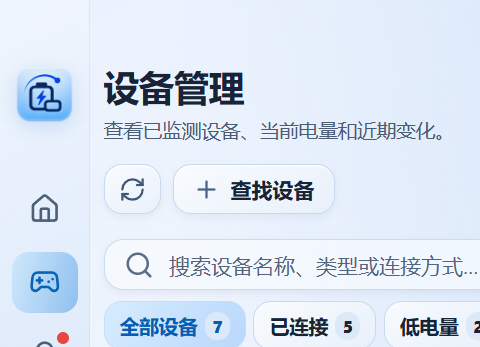 设备管理
查看已监测设备、当前电量和近期变化。
查找设备
搜索设备名称、类型或连接方式...
全部设备 7 已连接 5 低电量 2